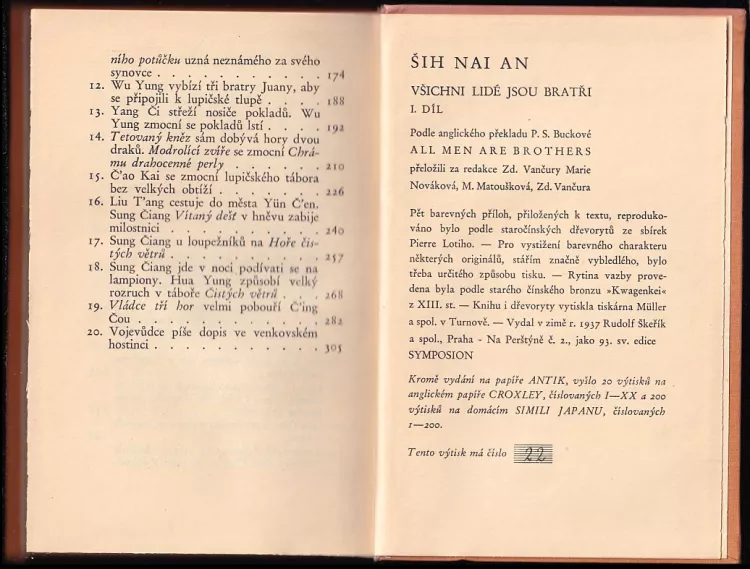 ního potůčku uzná neznámého za svého
synovce . . . . . . . . . . . 174
12. Wu Yung vybízí tři bratry Juany, aby
se připojili k lupičské tlupě . . . . 188
13. Yang Či střeží nosiče pokladů. Wu
Yung zmocní se pokladů lstí . . . . 192
14. Tetovaný kněz sám dobývá hory dvou
draků. Modrolící zvíře se zmocní Chrá-
mu drahocenné perly . . . . . . 210
15. Č'ao Kai se zmocní lupičského tábora
bez velkých obtíží . . . . . . . 226
16. Liu T'ang cestuje do města Yün Č'en.
Sung Čiang Vítaný dešť v hněvu zabije
milostnici . . . . . . . . . . . 240
17. Sung Čiang u loupežníků na Hoře čis-
tých větrů . . . . . . . . . . . 257
18. Sung Čiang jde v noci podívati se na
lampiony. Hua Yung způsobí velký
rozruch v táboře Čistých větrů . . . 268
19. Vládce tří hor velmi pobouří Č'ing
Čou . . . . . . . . . . . . . 282
20. Vojevůdce píše dopis ve venkovském
hostinci . . . . . . . . . . . . 305
ŠIH NAI AN
VŠICHNI LIDÉ JSOU BRATŘI
I. DÍL
Podle anglického překladu P. S. Buckové
ALL MEN ARE BROTHERS
přeložili za redakce Zd. Vančury Marie
Nováková, M. Matoušková, Zd. Vančura
Pět barevných příloh, přiložených k textu, reproduko-
váno bylo podle staročínských dřevorytů ze sbírek
Pierre Lotiho. — Pro vystižení barevného charakteru
některých originálů, stářím značně vybledlého, bylo
třeba určitého způsobu tisku. — Rytina vazby prove-
dena byla podle starého čínského bronzu »Kwagenkei«
z XIII. st. — Knihu i dřevoryty vytiskla tiskárna Müller
a spol. v Turnově. — Vydal v zimě r. 1937 Rudolf Škeřík
a spol., Praha - Na Perštýně č. 2., jako 93. sv. edice
SYMPOSION
Kromě vydání na papíře ANTIK, vyšlo 20 výtisků na
anglickém papíře CROXLEY, číslovaných I—XX a 200
výtisků na domácím SIMILI JAPANU, číslovaných
1—200.
Tento výtisk má číslo 22